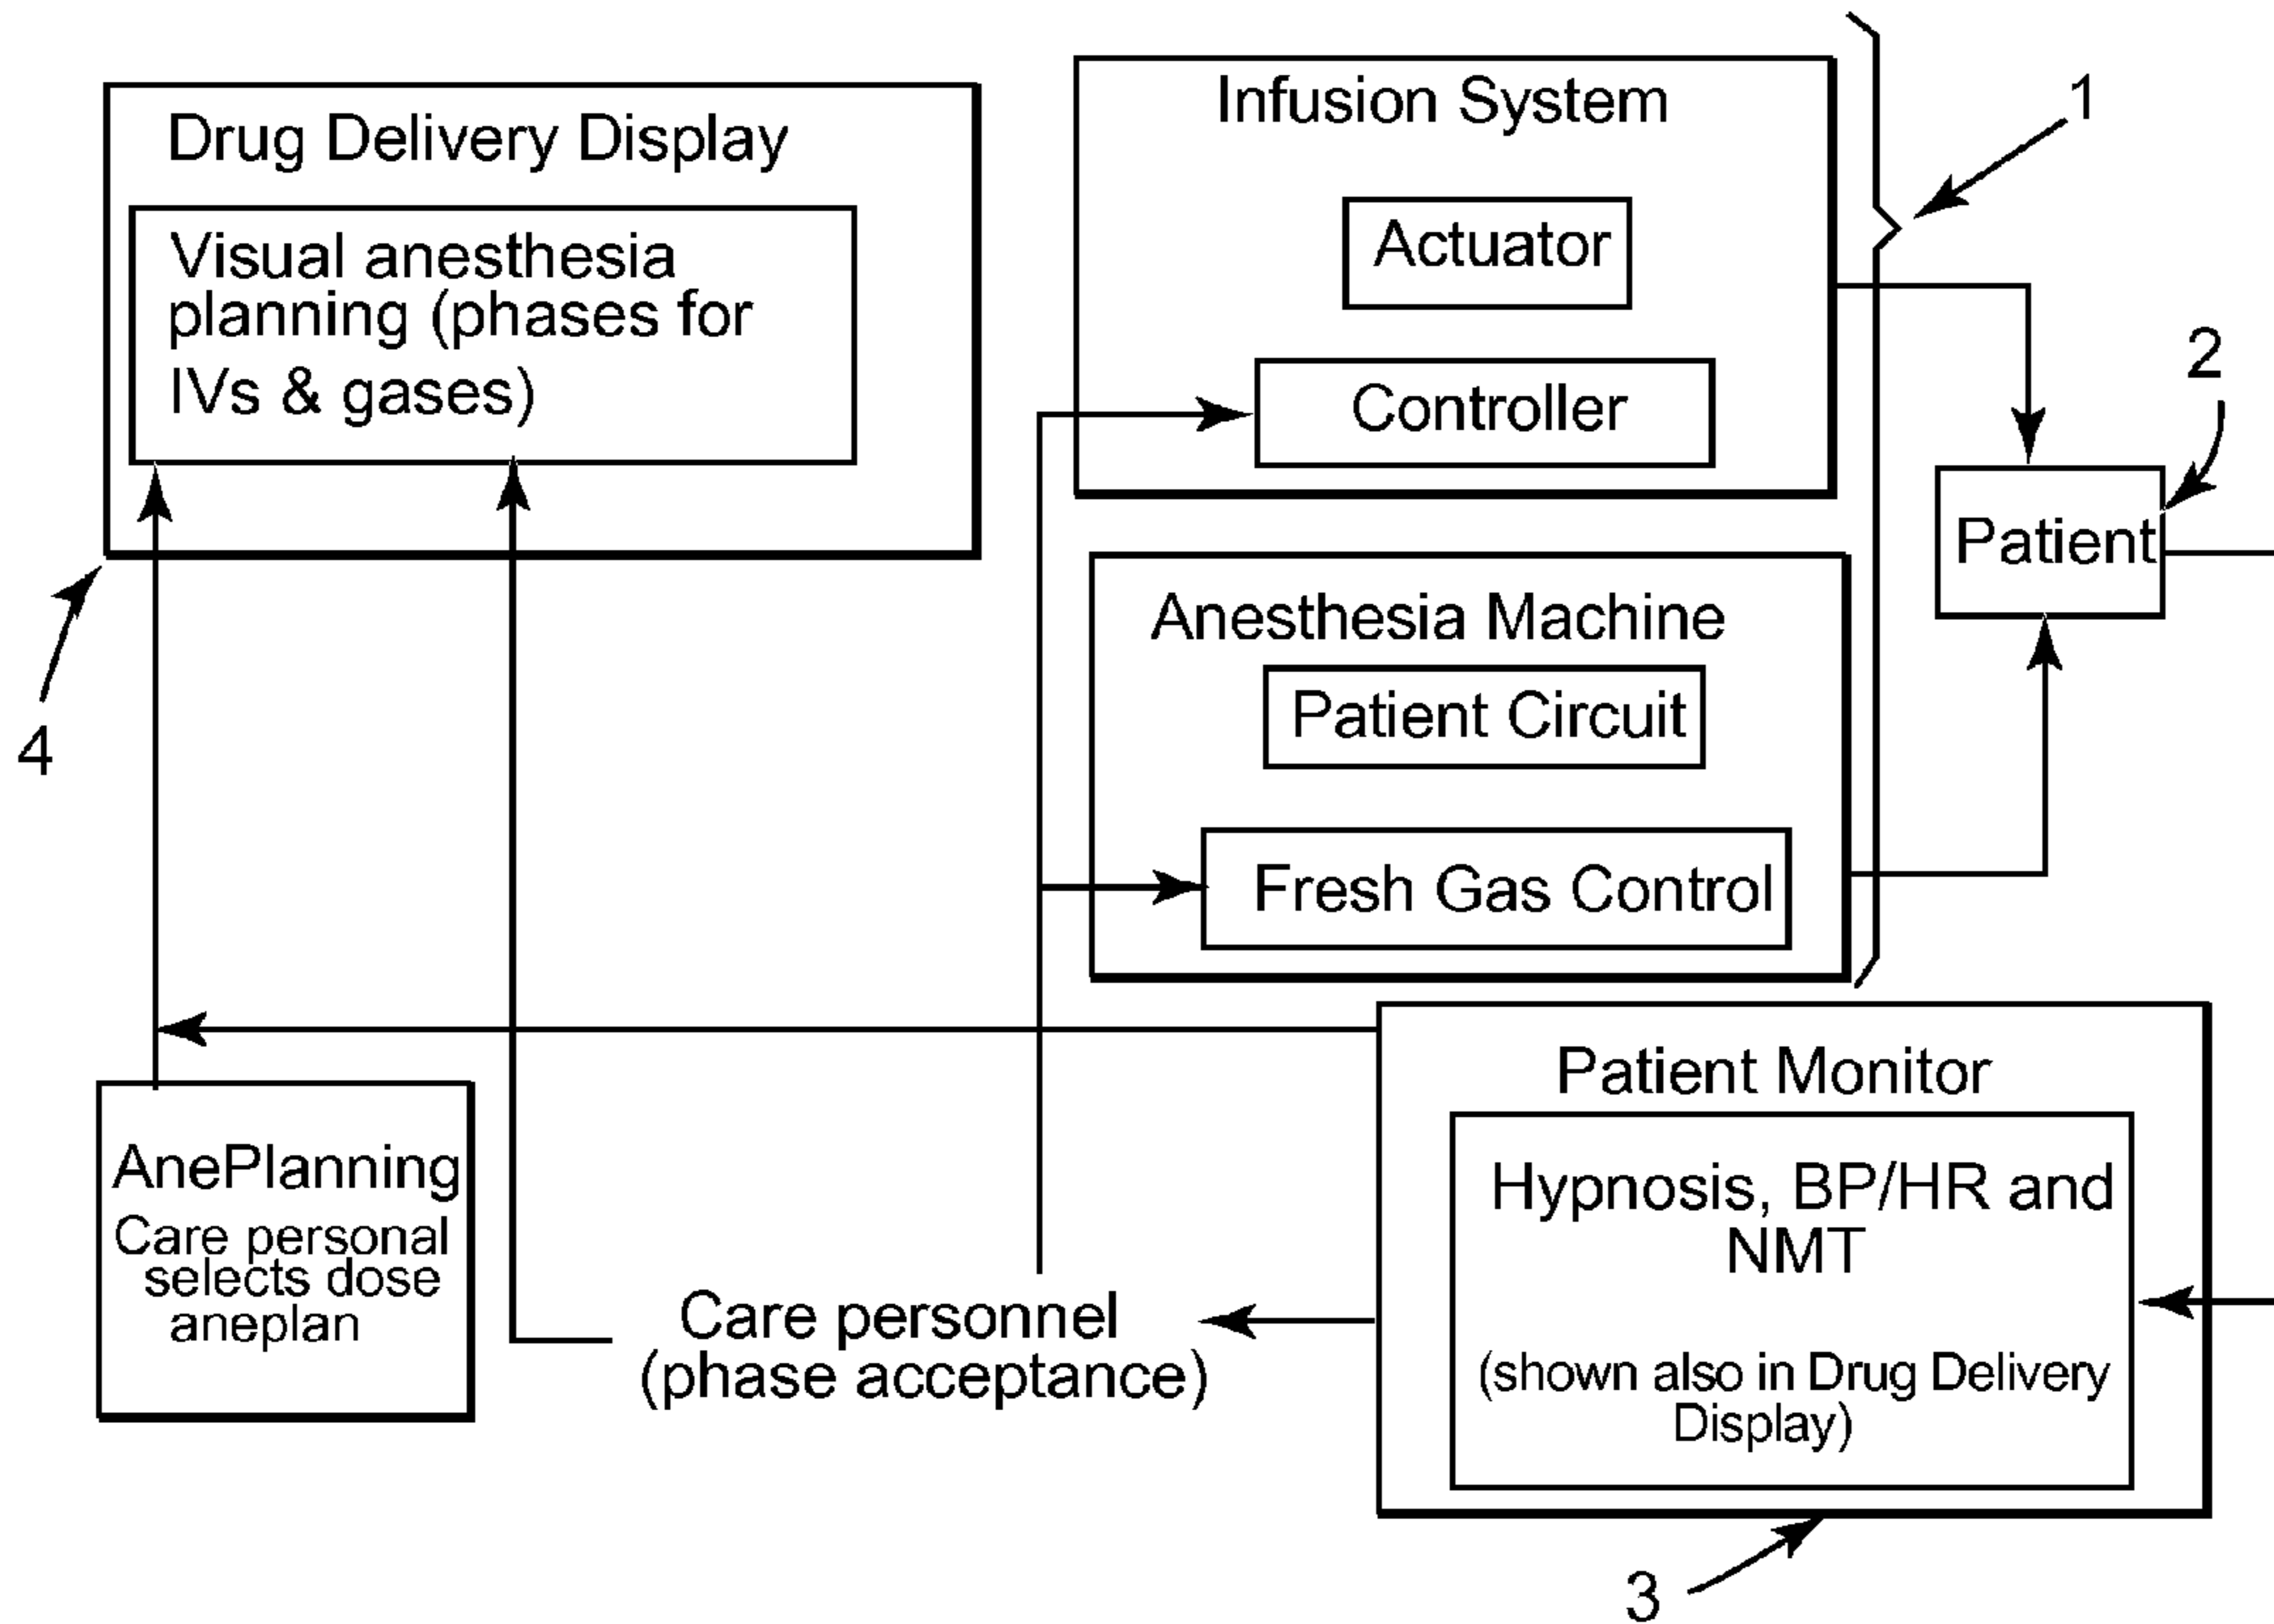 Drug Delivery Display
Visual anesthesia
planning (phases for
IVs & gases)
4
Infusion System
Actuator
Controller
1
2
Patient
Anesthesia Machine
Patient Circuit
Fresh Gas Control
AnePlanning
Care personal
selects dose
aneplan
Care personnel
(phase acceptance)
Patient Monitor
Hypnosis, BP/HR and
NMT
(shown also in Drug Delivery
Display)
3